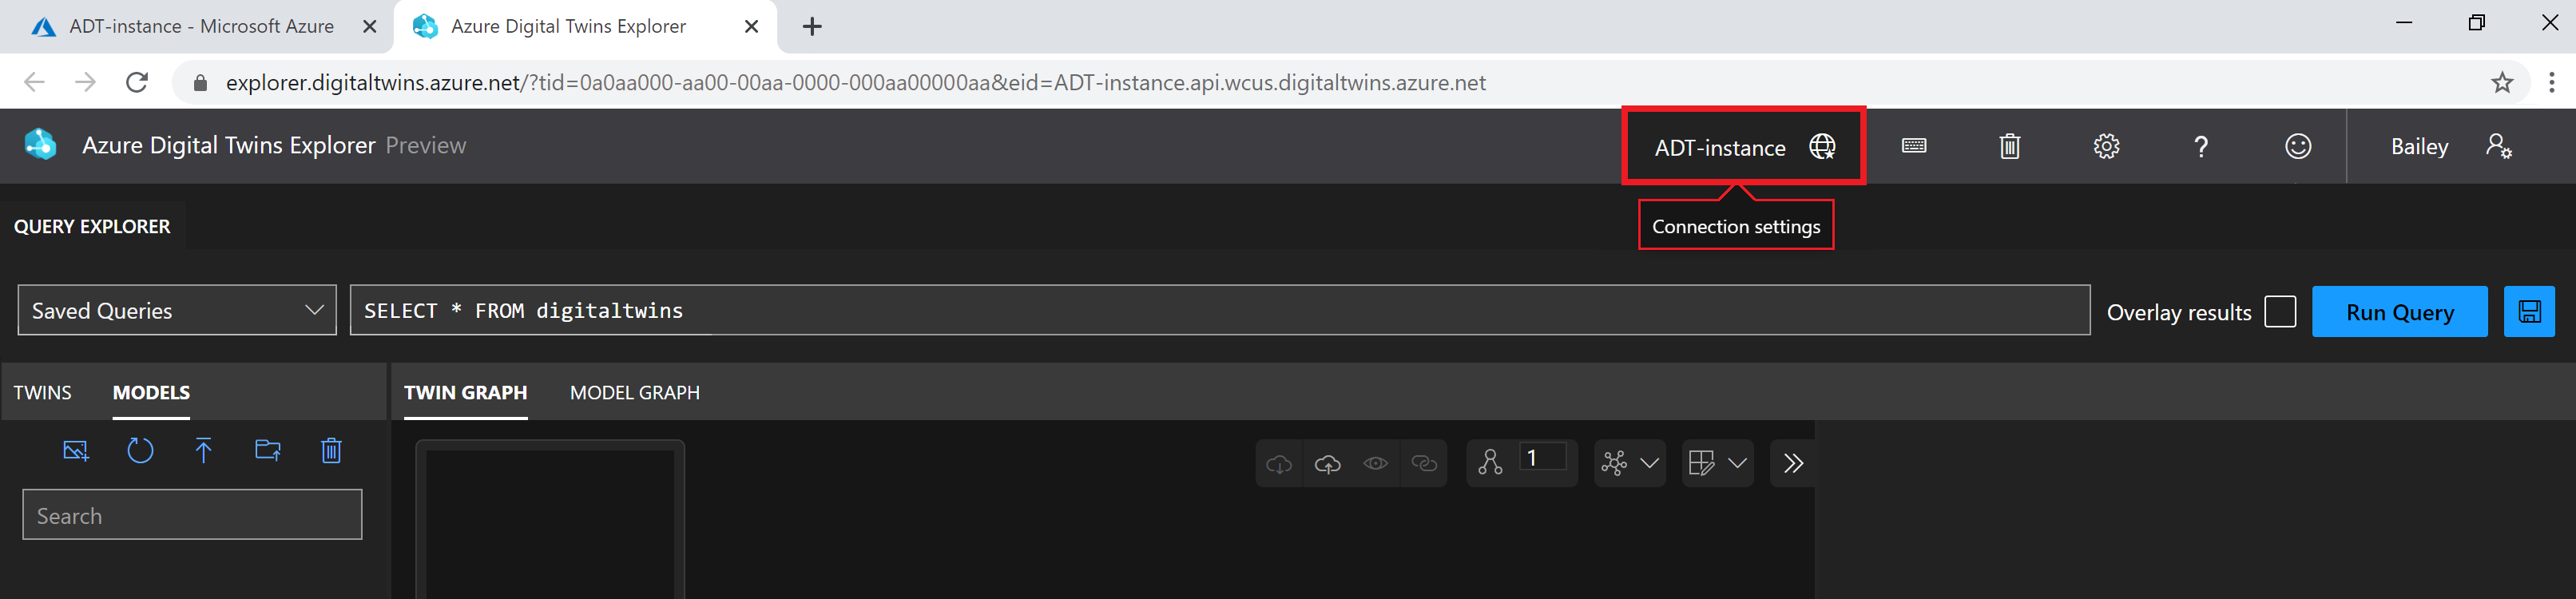 ADT-instance - Microsoft Azure
Azure Digital Twins Explorer
explorer.digitaltwins.azure.net/?tid=0a0aa000-aa00-00aa-0000-000aa00000aa&eid=ADT-instance.api.wcus.digitaltwins.azure.net
Azure Digital Twins Explorer Preview
ADT-instance
?
Bailey
Connection settings
QUERY EXPLORER
Saved Queries
SELECT * FROM digitaltwins
Overlay results
Run Query
TWINS
MODELS
TWIN GRAPH
MODEL GRAPH
1
Search